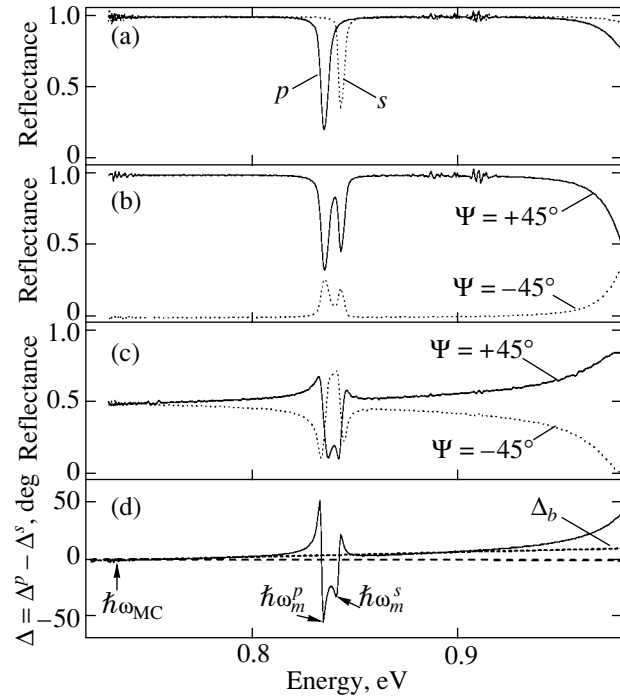 1.0
(a)
0.5
p
s
0
Reflectance
1.0
(b)
Ψ = +45°
0.5
Ψ = −45°
0
Reflectance
1.0
(c)
Ψ = +45°
0.5
Ψ = −45°
0
Reflectance
50
(d)
Δ_b
0
ℏω_MC
ℏω_m^p
ℏω_m^s
−50
Δ = Δ^p − Δ^s, deg
0.8
0.9
Energy, eV